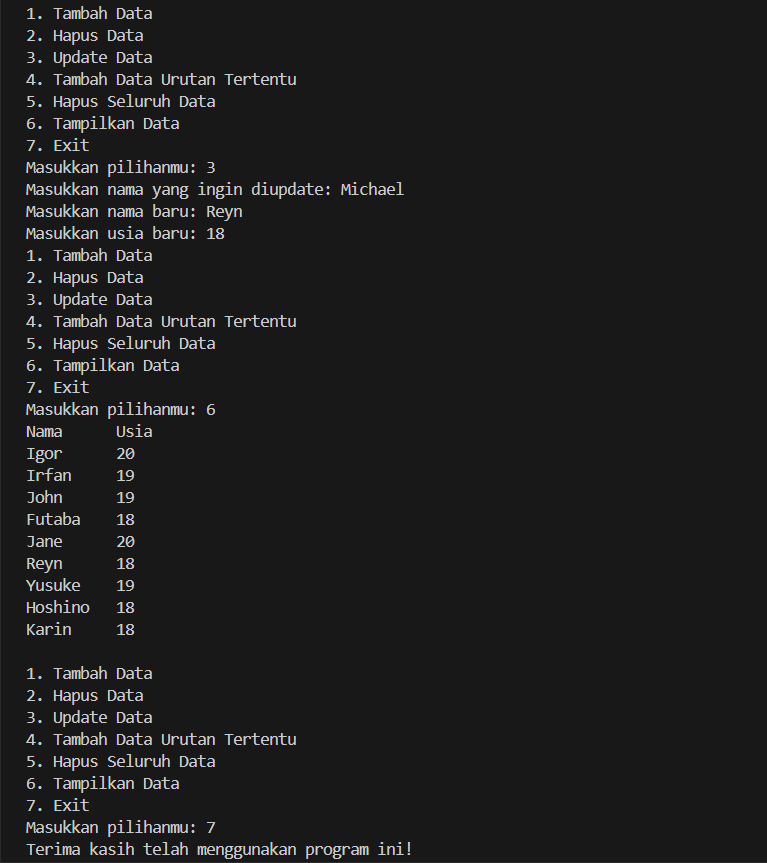 1. Tambah Data
2. Hapus Data
3. Update Data
4. Tambah Data Urutan Tertentu
5. Hapus Seluruh Data
6. Tampilkan Data
7. Exit
Masukkan pilihanmu: 3
Masukkan nama yang ingin diupdate: Michael
Masukkan nama baru: Reyn
Masukkan usia baru: 18
1. Tambah Data
2. Hapus Data
3. Update Data
4. Tambah Data Urutan Tertentu
5. Hapus Seluruh Data
6. Tampilkan Data
7. Exit
Masukkan pilihanmu: 6
Nama      Usia
Igor      20
Irfan     19
John      19
Futaba    18
Jane      20
Reyn      18
Yusuke    19
Hoshino   18
Karin     18

1. Tambah Data
2. Hapus Data
3. Update Data
4. Tambah Data Urutan Tertentu
5. Hapus Seluruh Data
6. Tampilkan Data
7. Exit
Masukkan pilihanmu: 7
Terima kasih telah menggunakan program ini!